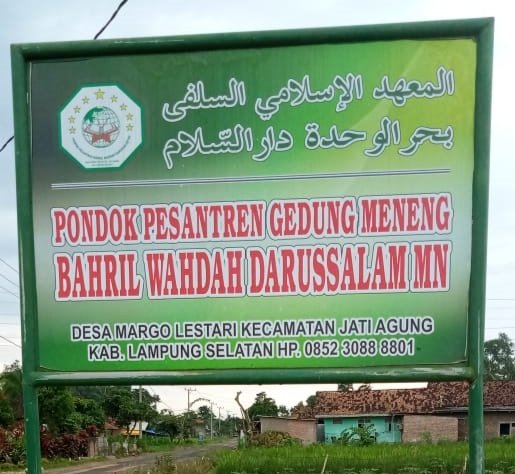 المعهد الإسلامي السلفى
بحر الوحدة دار السّلام
PONDOK PESANTREN GEDUNG MENENG
BAHRIL WAHDAH DARUSSALAM MN
DESA MARGO LESTARI KECAMATAN JATI AGUNG
KAB. LAMPUNG SELATAN HP. 0852 3088 8801